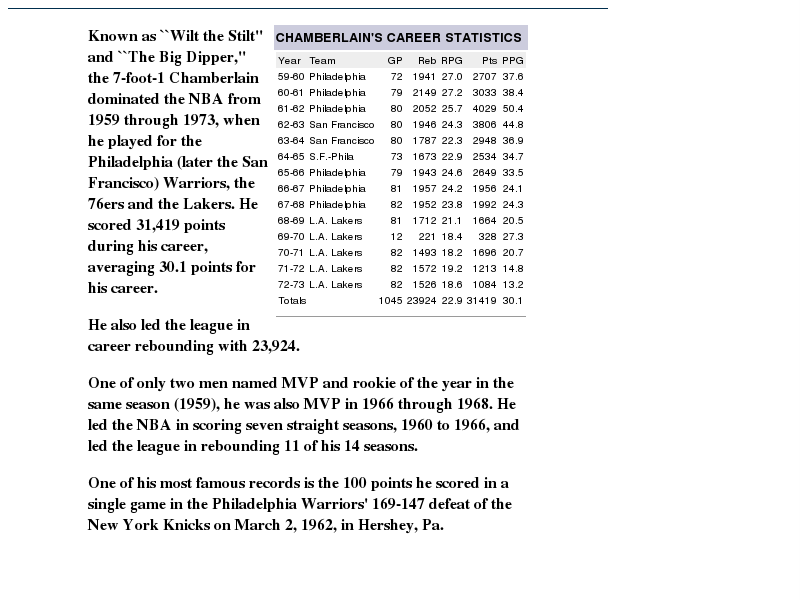 Known as ``Wilt the Stilt''
and ``The Big Dipper,''
the 7-foot-1 Chamberlain
dominated the NBA from
1959 through 1973, when
he played for the
Philadelphia (later the San
Francisco) Warriors, the
76ers and the Lakers. He
scored 31,419 points
during his career,
averaging 30.1 points for
his career.
CHAMBERLAIN'S CAREER STATISTICS
Year Team GP Reb RPG Pts PPG
59-60 Philadelphia 72 1941 27.0 2707 37.6
60-61 Philadelphia 79 2149 27.2 3033 38.4
61-62 Philadelphia 80 2052 25.7 4029 50.4
62-63 San Francisco 80 1946 24.3 3806 44.8
63-64 San Francisco 80 1787 22.3 2948 36.9
64-65 S.F.-Phila 73 1673 22.9 2534 34.7
65-66 Philadelphia 79 1943 24.6 2649 33.5
66-67 Philadelphia 81 1957 24.2 1956 24.1
67-68 Philadelphia 82 1952 23.8 1992 24.3
68-69 L.A. Lakers 81 1712 21.1 1664 20.5
69-70 L.A. Lakers 12 221 18.4 328 27.3
70-71 L.A. Lakers 82 1493 18.2 1696 20.7
71-72 L.A. Lakers 82 1572 19.2 1213 14.8
72-73 L.A. Lakers 82 1526 18.6 1084 13.2
Totals 1045 23924 22.9 31419 30.1
He also led the league in
career rebounding with 23,924.
One of only two men named MVP and rookie of the year in the
same season (1959), he was also MVP in 1966 through 1968. He
led the NBA in scoring seven straight seasons, 1960 to 1966, and
led the league in rebounding 11 of his 14 seasons.
One of his most famous records is the 100 points he scored in a
single game in the Philadelphia Warriors' 169-147 defeat of the
New York Knicks on March 2, 1962, in Hershey, Pa.